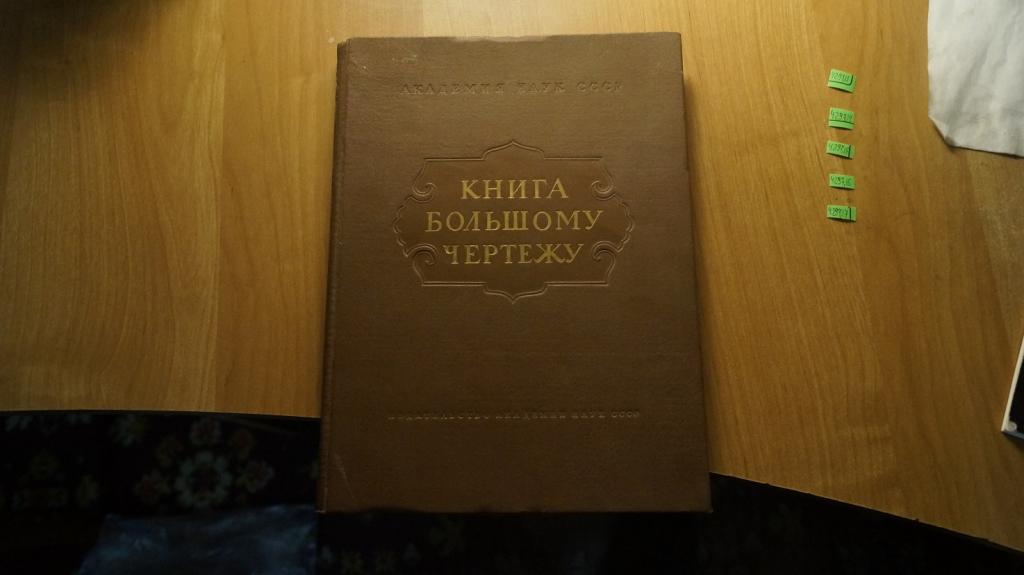 АКАДЕМИЯ НАУК СССР
КНИГА
БОЛЬШОМУ
ЧЕРТЕЖУ
ИЗДАТЕЛЬСТВО АКАДЕМИИ НАУК СССР